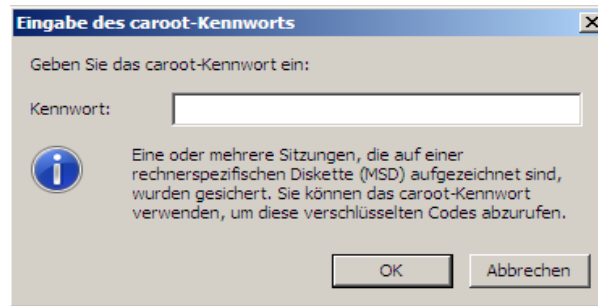 Eingabe des caroot-Kennworts
Geben Sie das caroot-Kennwort ein:
Kennwort:
Eine oder mehrere Sitzungen, die auf einer
rechnerspezifischen Diskette (MSD) aufgezeichnet sind,
wurden gesichert. Sie können das caroot-Kennwort
verwenden, um diese verschlüsselten Codes abzurufen.
OK
Abbrechen